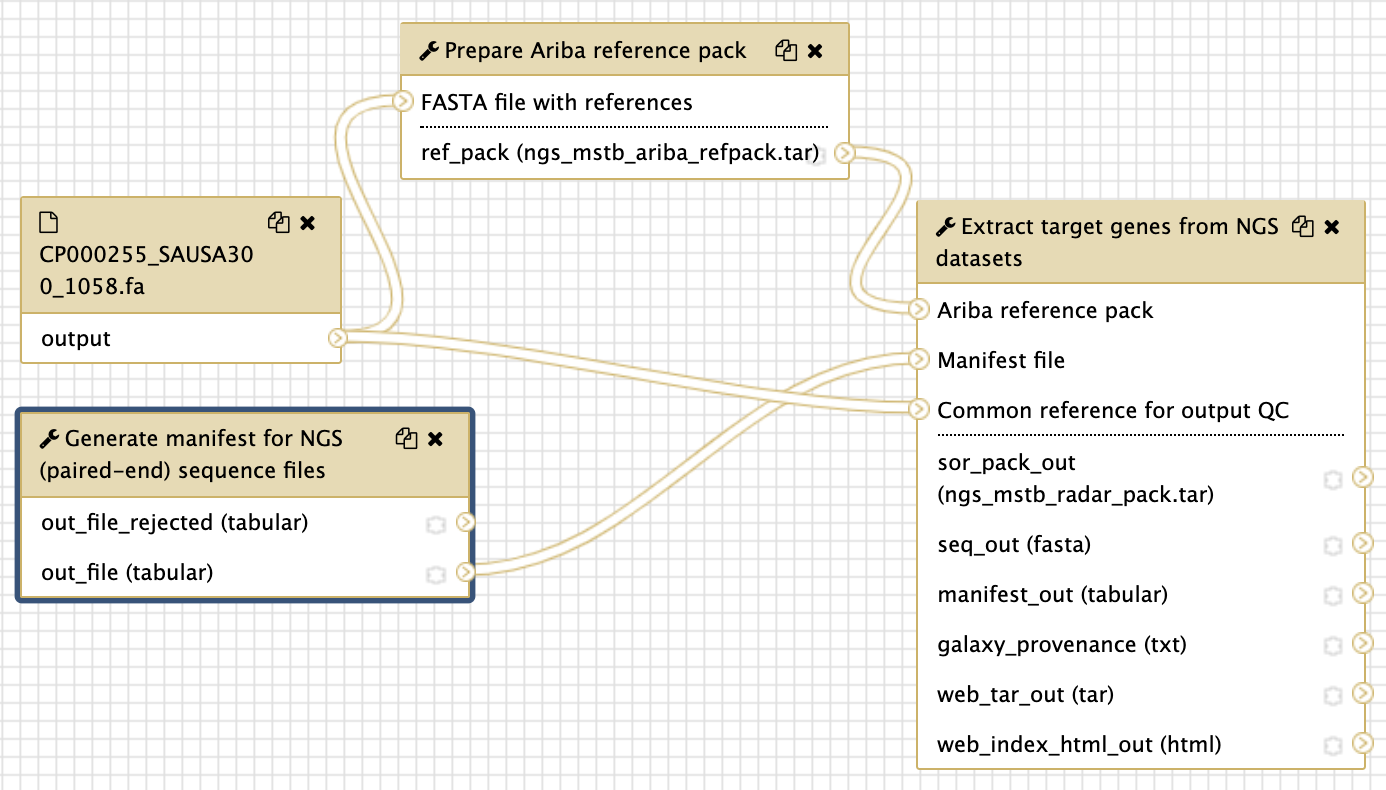 Prepare Ariba reference pack
FASTA file with references
ref_pack (ngs_mstb_ariba_refpack.tar)
CP000255_SAUSA30
0_1058.fa
output
Generate manifest for NGS
(paired-end) sequence files
out_file_rejected (tabular)
out_file (tabular)
Extract target genes from NGS
datasets
Ariba reference pack
Manifest file
Common reference for output QC
sor_pack_out
(ngs_mstb_radar_pack.tar)
seq_out (fasta)
manifest_out (tabular)
galaxy_provenance (txt)
web_tar_out (tar)
web_index_html_out (html)